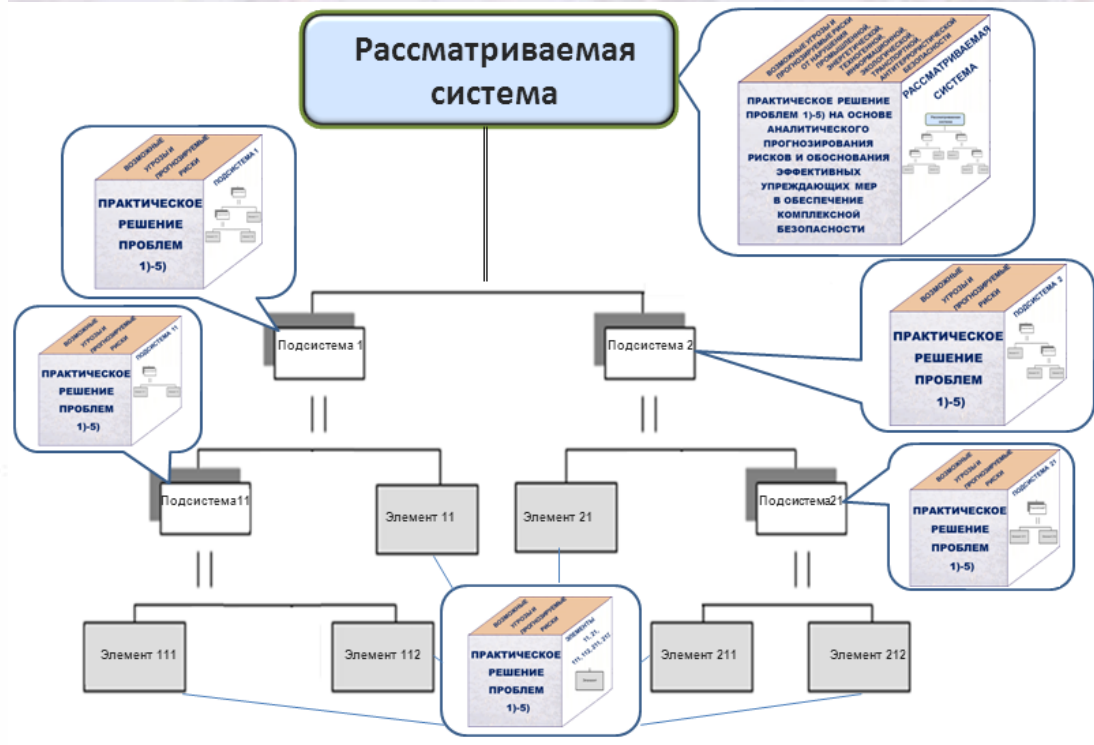 Рассматриваемая
система
ВОЗМОЖНЫЕ УГРОЗЫ И
ПРОГНОЗИРУЕМЫЕ РИСКИ
ОТ НАРУШЕНИЯ
ПРОМЫШЛЕННОЙ,
ЭНЕРГЕТИЧЕСКОЙ,
ТЕХНОГЕННОЙ,
ИНФОРМАЦИОННОЙ,
ЭКОЛОГИЧЕСКОЙ,
ТРАНСПОРТНОЙ,
АНТИТЕРРОРИСТИЧЕСКОЙ
БЕЗОПАСНОСТИ
РАССМАТРИВАЕМАЯ
СИСТЕМА
Рассматриваемая
система
ПРАКТИЧЕСКОЕ РЕШЕНИЕ
ПРОБЛЕМ 1)-5) НА ОСНОВЕ
АНАЛИТИЧЕСКОГО
ПРОГНОЗИРОВАНИЯ
РИСКОВ И ОБОСНОВАНИЯ
ЭФФЕКТИВНЫХ
УПРЕЖДАЮЩИХ МЕР
В ОБЕСПЕЧЕНИЕ
КОМПЛЕКСНОЙ
БЕЗОПАСНОСТИ
ВОЗМОЖНЫЕ
УГРОЗЫ И
ПРОГНОЗИРУЕМЫЕ
РИСКИ
ПОДСИСТЕМА 1
ПРАКТИЧЕСКОЕ
РЕШЕНИЕ
ПРОБЛЕМ
1)-5)
ВОЗМОЖНЫЕ
УГРОЗЫ И
ПРОГНОЗИРУЕМЫЕ
РИСКИ
ПОДСИСТЕМА 2
ПРАКТИЧЕСКОЕ
РЕШЕНИЕ
ПРОБЛЕМ
1)-5)
ВОЗМОЖНЫЕ
УГРОЗЫ И
ПРОГНОЗИРУЕМЫЕ
РИСКИ
ПОДСИСТЕМА 11
ПРАКТИЧЕСКОЕ
РЕШЕНИЕ
ПРОБЛЕМ
1)-5)
Подсистема 1
Подсистема 2
ВОЗМОЖНЫЕ
УГРОЗЫ И
ПРОГНОЗИРУЕМЫЕ
РИСКИ
ПОДСИСТЕМА 21
ПРАКТИЧЕСКОЕ
РЕШЕНИЕ
ПРОБЛЕМ
1)-5)
Подсистема11
Элемент 11
Элемент 21
Подсистема21
ВОЗМОЖНЫЕ
УГРОЗЫ И
ПРОГНОЗИРУЕМЫЕ
РИСКИ
ЭЛЕМЕНТЫ
11, 21,
111, 112, 211, 212
ПРАКТИЧЕСКОЕ
РЕШЕНИЕ
ПРОБЛЕМ
1)-5)
Элемент 111
Элемент 112
Элемент 211
Элемент 212